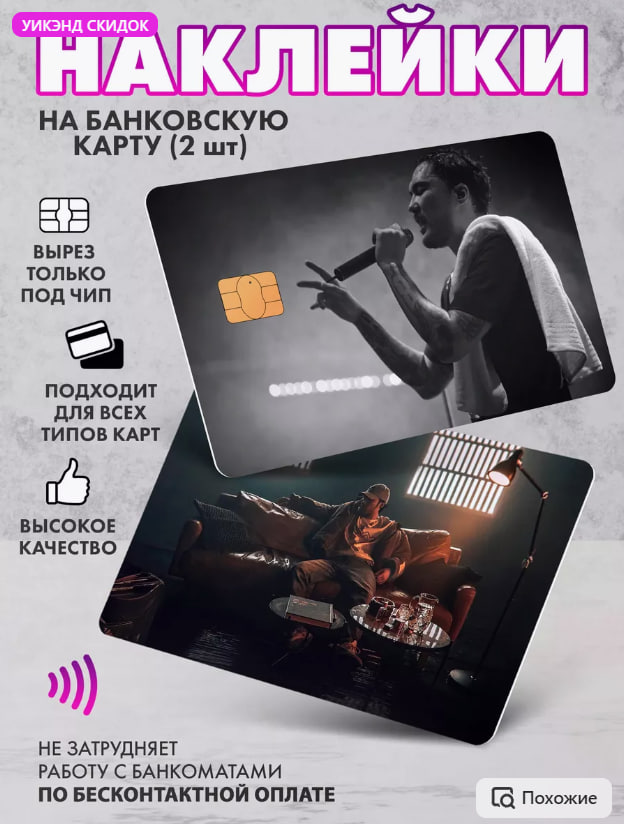 УИКЭНД СКИДОК
НАКЛЕЙКИ
НА БАНКОВСКУЮ
КАРТУ (2 шт)
ВЫРЕЗ
ТОЛЬКО
ПОД ЧИП
ПОДХОДИТ
ДЛЯ ВСЕХ
ТИПОВ КАРТ
ВЫСОКОЕ
КАЧЕСТВО
НЕ ЗАТРУДНЯЕТ
РАБОТУ С БАНКОМАТАМИ
ПО БЕСКОНТАКТНОЙ ОПЛАТЕ
Похожие